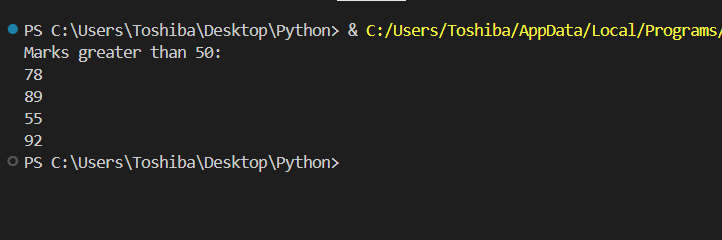 PS C:\Users\Toshiba\Desktop\Python> & C:/Users/Toshiba/AppData/Local/Programs/
Marks greater than 50:
78
89
55
92
PS C:\Users\Toshiba\Desktop\Python>